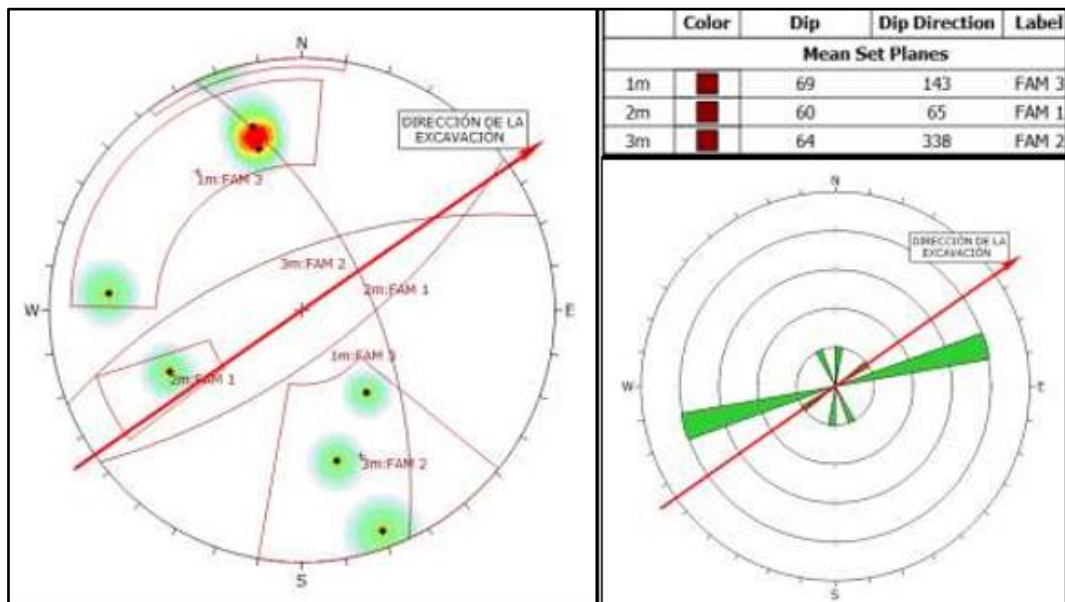 N
DIRECCIÓN DE LA
EXCAVACIÓN
1m:FAM 3
3m:FAM 2
2m:FAM 1
W
E
1m:FAM 3
2m:FAM 1
3m:FAM 2
S
Color Dip Dip Direction Label
Mean Set Planes
1m 69 143 FAM 3
2m 60 65 FAM 1
3m 64 338 FAM 2
N
DIRECCIÓN DE LA
EXCAVACIÓN
W
E
S